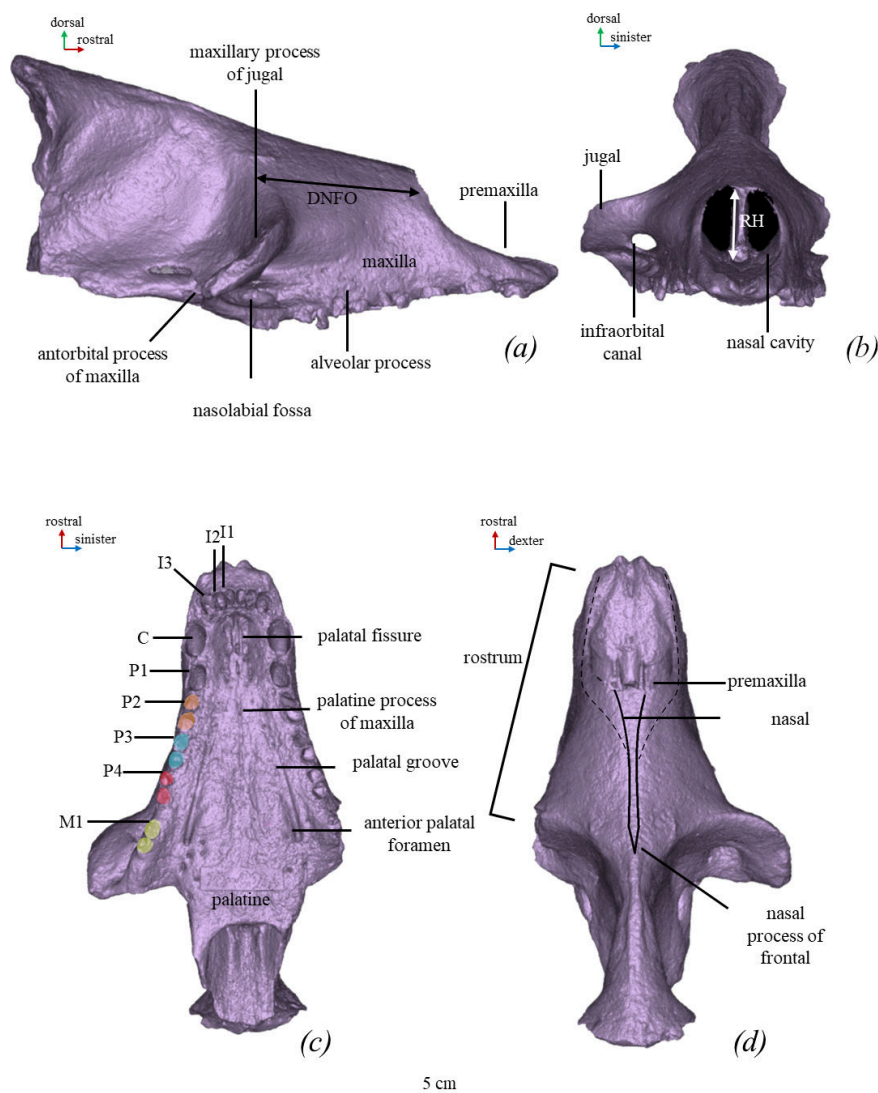 dorsal
rostral
maxillary process
of jugal
DNFO
premaxilla
maxilla
antorbital process
of maxilla
alveolar process
nasolabial fossa
(a)
dorsal
sinister
jugal
RH
infraorbital
canal
nasal cavity
(b)
rostral
sinister
I1
I2
I3
C
P1
P2
P3
P4
M1
palatal fissure
palatine process
of maxilla
palatal groove
anterior palatal
foramen
palatine
(c)
rostral
dexter
rostrum
premaxilla
nasal
nasal
process of
frontal
(d)
5 cm